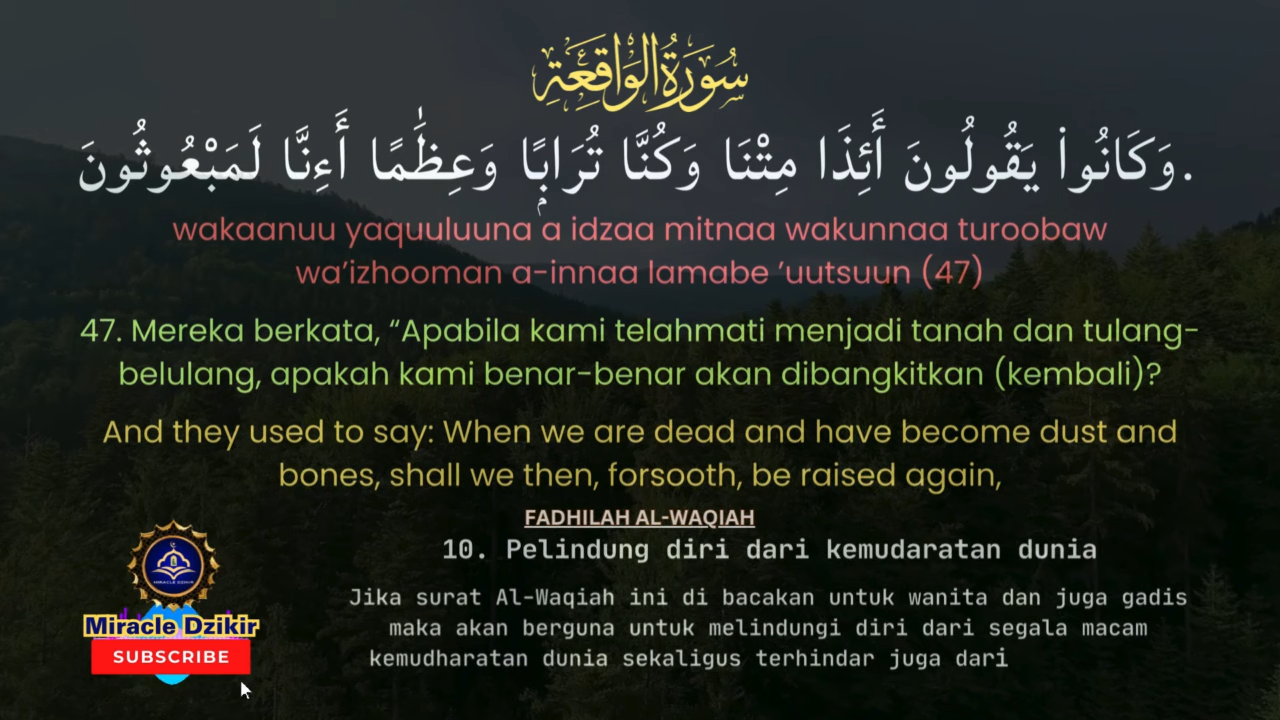 سُورَةُ الْوَاقِعَةِ
وَكَانُوا۟ يَقُولُونَ أَئِذَا مِتْنَا وَكُنَّا تُرَابًۭا وَعِظَٰمًا أَءِنَّا لَمَبْعُوثُونَ.
wakaanuu yaquuluuna a idzaa mitnaa wakunnaa turoobaw
wa’izhooman a-innaa lamabe ’uutsuun (47)
47. Mereka berkata, “Apabila kami telahmati menjadi tanah dan tulang-
belulang, apakah kami benar-benar akan dibangkitkan (kembali)?
And they used to say: When we are dead and have become dust and
bones, shall we then, forsooth, be raised again,
FADHILAH AL-WAQIAH
10. Pelindung diri dari kemudaratan dunia
Jika surat Al-Waqiah ini di bacakan untuk wanita dan juga gadis
maka akan berguna untuk melindungi diri dari segala macam
kemudharatan dunia sekaligus terhindar juga dari
MIRACLE DZIKIR
Miracle Dzikir
SUBSCRIBE